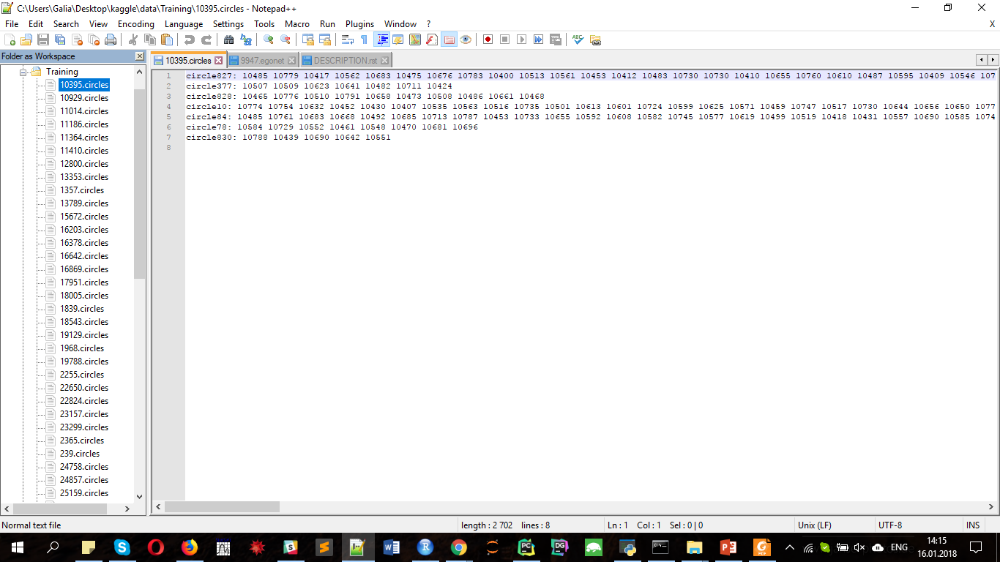 C:\Users\Galia\Desktop\kaggle\data\Training\10395.circles - Notepad++
File Edit Search View Encoding Language Settings Tools Macro Run Plugins Window ? X
Folder as Workspace
Training
10395.circles
10929.circles
11014.circles
11186.circles
11364.circles
11410.circles
12800.circles
13353.circles
1357.circles
13789.circles
15672.circles
16203.circles
16378.circles
16642.circles
16869.circles
17951.circles
18005.circles
1839.circles
18543.circles
19129.circles
1968.circles
19788.circles
2255.circles
22650.circles
22824.circles
23157.circles
23299.circles
2365.circles
239.circles
24758.circles
24857.circles
25159.circles
10395.circles 9947.egonet DESCRIPTION.rst
1 circle827: 10485 10779 10417 10562 10683 10475 10676 10783 10400 10513 10561 10453 10412 10483 10730 10730 10410 10655 10760 10610 10487 10595 10409 10546 107
2 circle377: 10507 10509 10623 10641 10482 10711 10424
3 circle828: 10465 10776 10510 10791 10658 10473 10508 10486 10661 10468
4 circle10: 10774 10754 10632 10452 10430 10407 10535 10563 10516 10735 10501 10613 10601 10724 10599 10625 10571 10459 10747 10517 10730 10644 10656 10650 1077
5 circle84: 10485 10761 10683 10668 10492 10685 10713 10787 10453 10733 10655 10592 10608 10582 10745 10577 10619 10499 10519 10418 10431 10557 10690 10585 1074
6 circle78: 10584 10729 10552 10461 10548 10470 10681 10696
7 circle830: 10788 10439 10690 10642 10551
8
Normal text file length : 2 702 lines : 8 Ln : 1 Col : 1 Sel : 0 | 0 Unix (LF) UTF-8 INS
ENG
14:15
16.01.2018